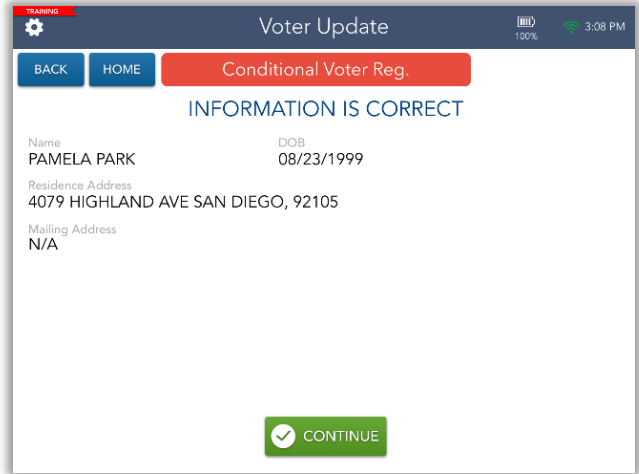 TRAINING
Voter Update
100%
3:08 PM
BACK
HOME
Conditional Voter Reg.
INFORMATION IS CORRECT
Name
DOB
PAMELA PARK
08/23/1999
Residence Address
4079 HIGHLAND AVE SAN DIEGO, 92105
Mailing Address
N/A
CONTINUE